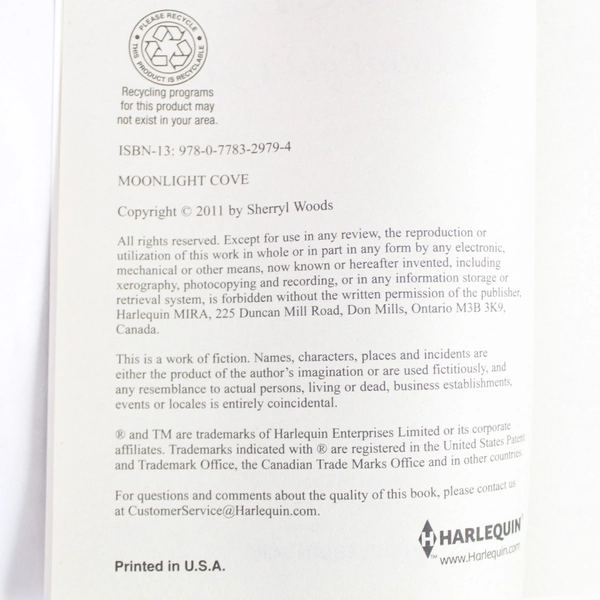 PLEASE RECYCLE
THIS PRODUCT IS RECYCLABLE
Recycling programs
for this product may
not exist in your area.
ISBN-13: 978-0-7783-2979-4
MOONLIGHT COVE
Copyright © 2011 by Sherryl Woods
All rights reserved. Except for use in any review, the reproduction or
utilization of this work in whole or in part in any form by any electronic,
mechanical or other means, now known or hereafter invented, including
xerography, photocopying and recording, or in any information storage or
retrieval system, is forbidden without the written permission of the publisher,
Harlequin MIRA, 225 Duncan Mill Road, Don Mills, Ontario M3B 3K9,
Canada.
This is a work of fiction. Names, characters, places and incidents are
either the product of the author's imagination or are used fictitiously, and
any resemblance to actual persons, living or dead, business establishments,
events or locales is entirely coincidental.
® and TM are trademarks of Harlequin Enterprises Limited or its corporate
affiliates. Trademarks indicated with ® are registered in the United States Patent
and Trademark Office, the Canadian Trade Marks Office and in other countries.
For questions and comments about the quality of this book, please contact us
at CustomerService@Harlequin.com.
H HARLEQUIN®
™ www.Harlequin.com
Printed in U.S.A.